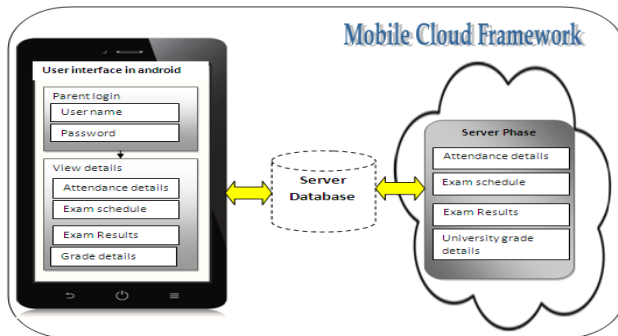 Mobile Cloud Framework
User interface in android
Parent login
User name
Password
View details
Attendance details
Exam schedule
Exam Results
Grade details
Server
Database
Server Phase
Attendance details
Exam schedule
Exam Results
University grade
details